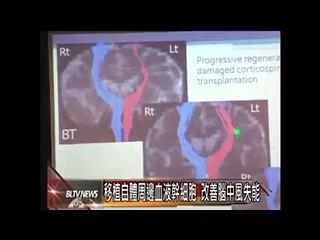 Rt
Lt
Progressive regenera
damaged corticospin
transplantation
BT
Rt
Lt
BLTV NEWS
移植自體周邊血液幹細胞 改善腦中風失能